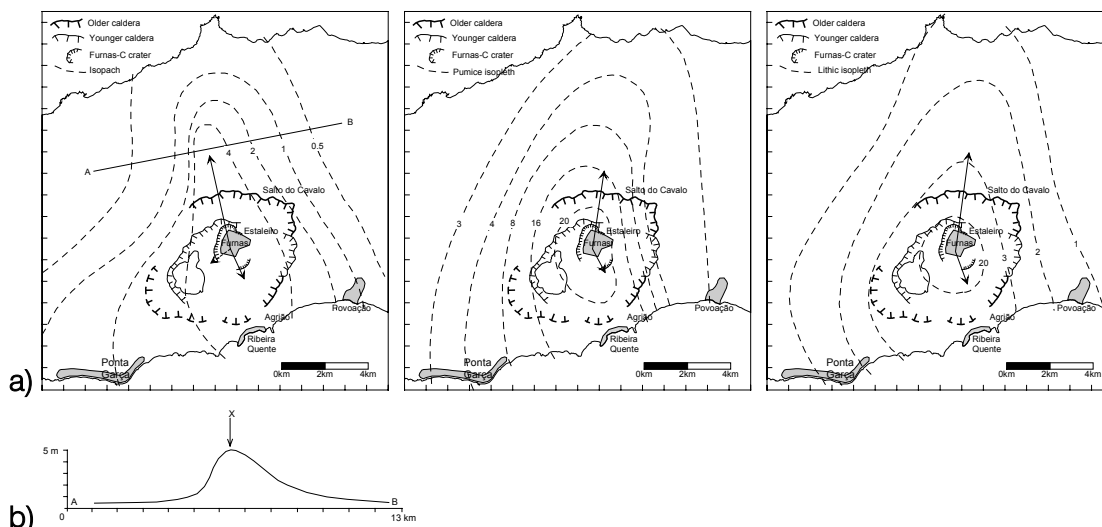 Older caldera
Younger caldera
Furnas-C crater
Isopach
B
A
4
2
1
0.5
Salto do Cavalo
Estaleiro
Furnas
Povoação
Agrião
Ribeira
Quente
Ponta
Garça
0km
2km
4km
Older caldera
Younger caldera
Furnas-C crater
Pumice isopleth
Salto do Cavalo
3
4
8
16
20
Estaleiro
Furnas
Povoação
Agrião
Ribeira
Quente
Ponta
Garça
0km
2km
4km
Older caldera
Younger caldera
Furnas-C crater
Lithic isopleth
Salto do Cavalo
Estaleiro
Furnas
20
3
2
1
Povoação
Agrião
Ribeira
Quente
Ponta
Garça
0km
2km
4km
a)
X
5 m
A
B
0
13 km
b)